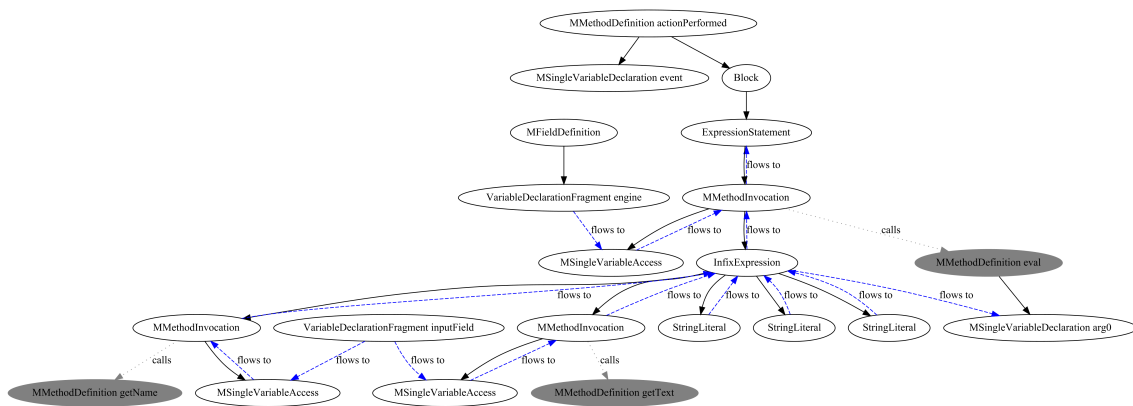 MMethodDefinition actionPerformed
MSingleVariableDeclaration event
Block
MFieldDefinition
ExpressionStatement
flows to
VariableDeclarationFragment engine
MMethodInvocation
flows to
flows to
flows to
calls
MSingleVariableAccess
InfixExpression
MMethodDefinition eval
flows to
flows to
flows to
flows to
flows to
flows to
MMethodInvocation
VariableDeclarationFragment inputField
MMethodInvocation
StringLiteral
StringLiteral
StringLiteral
MSingleVariableDeclaration arg0
calls
flows to
flows to
flows to
flows to
calls
MMethodDefinition getName
MSingleVariableAccess
MSingleVariableAccess
MMethodDefinition getText